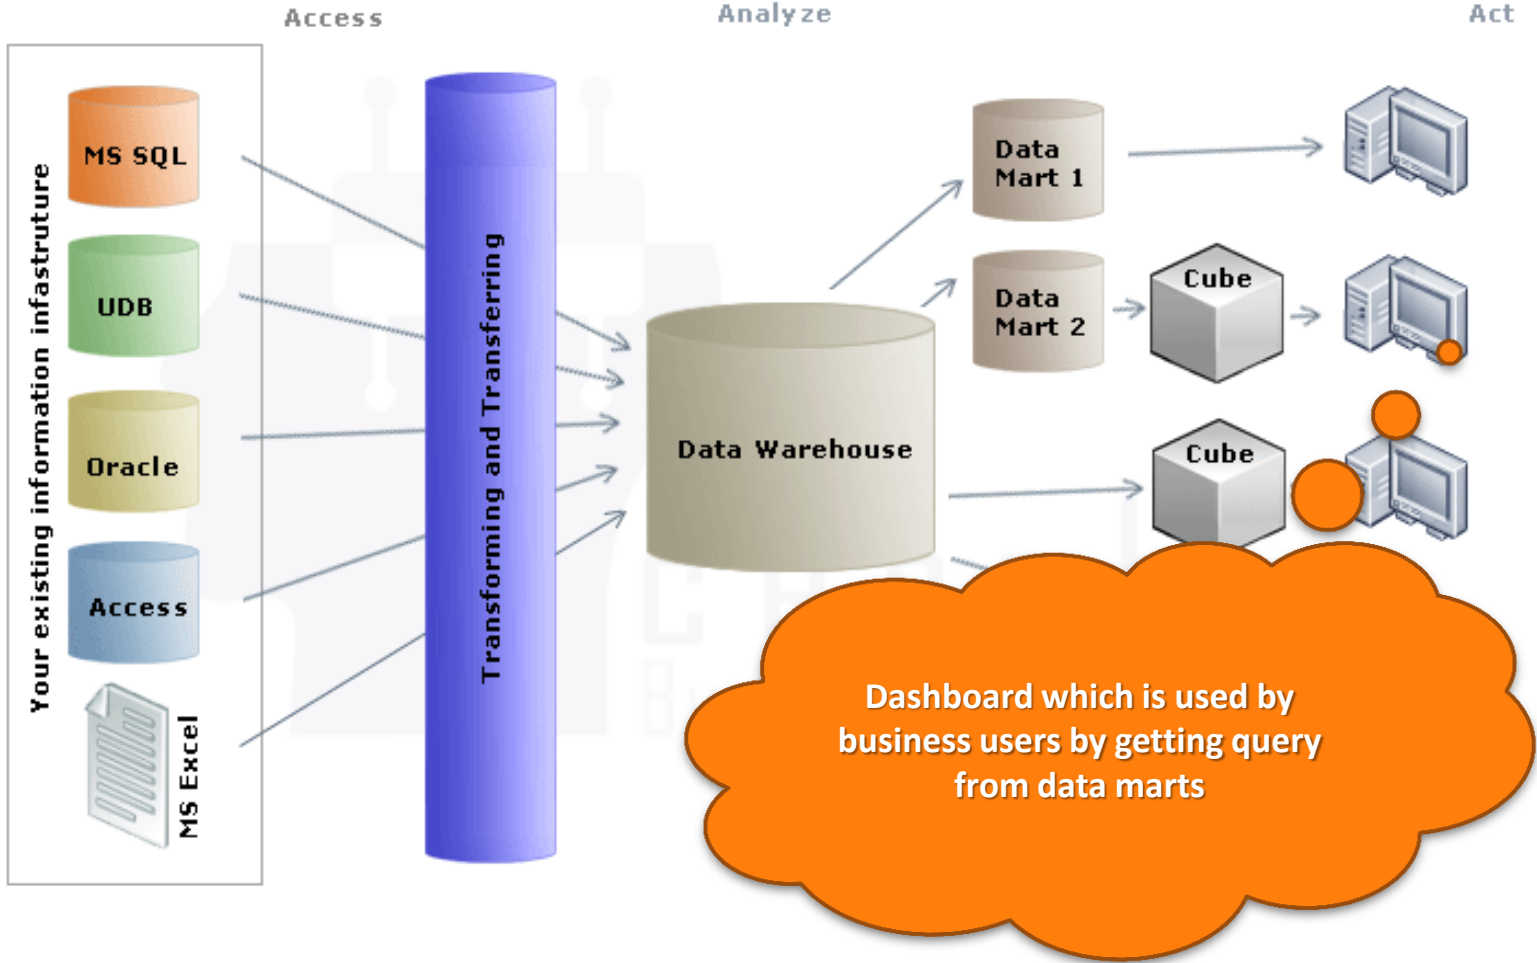 Access
Analyze
Act
Your existing information infastruture
MS SQL
UDB
Oracle
Access
MS Excel
Transforming and Transferring
Data Warehouse
Data
Mart 1
Data
Mart 2
Cube
Cube
Dashboard which is used by
business users by getting query
from data marts